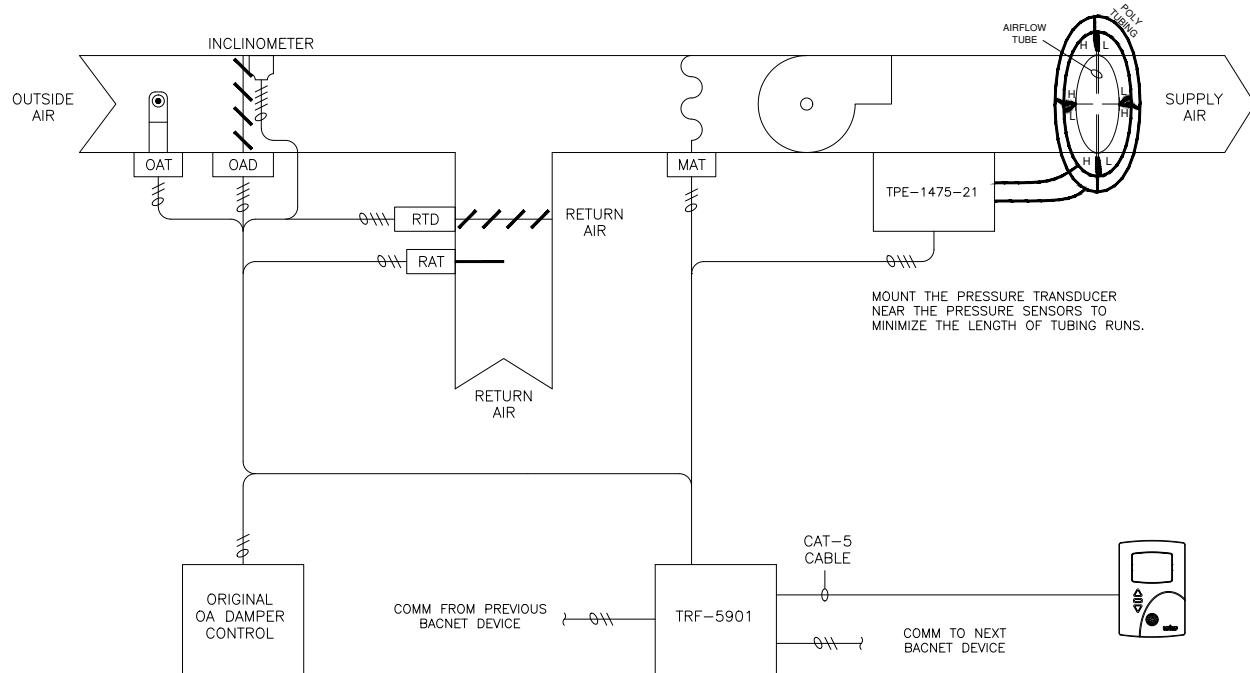 POLY
TUBING
AIRFLOW
TUBE
INCLINOMETER
H L
OUTSIDE
AIR
H
L
L
H
SUPPLY
AIR
OAT
OAD
MAT
H L
TPE-1475-21
RTD
RETURN
AIR
RAT
MOUNT THE PRESSURE TRANSDUCER
NEAR THE PRESSURE SENSORS TO
MINIMIZE THE LENGTH OF TUBING RUNS.
RETURN
AIR
CAT-5
CABLE
ORIGINAL
OA DAMPER
CONTROL
COMM FROM PREVIOUS
BACNET DEVICE
TRF-5901
COMM TO NEXT
BACNET DEVICE